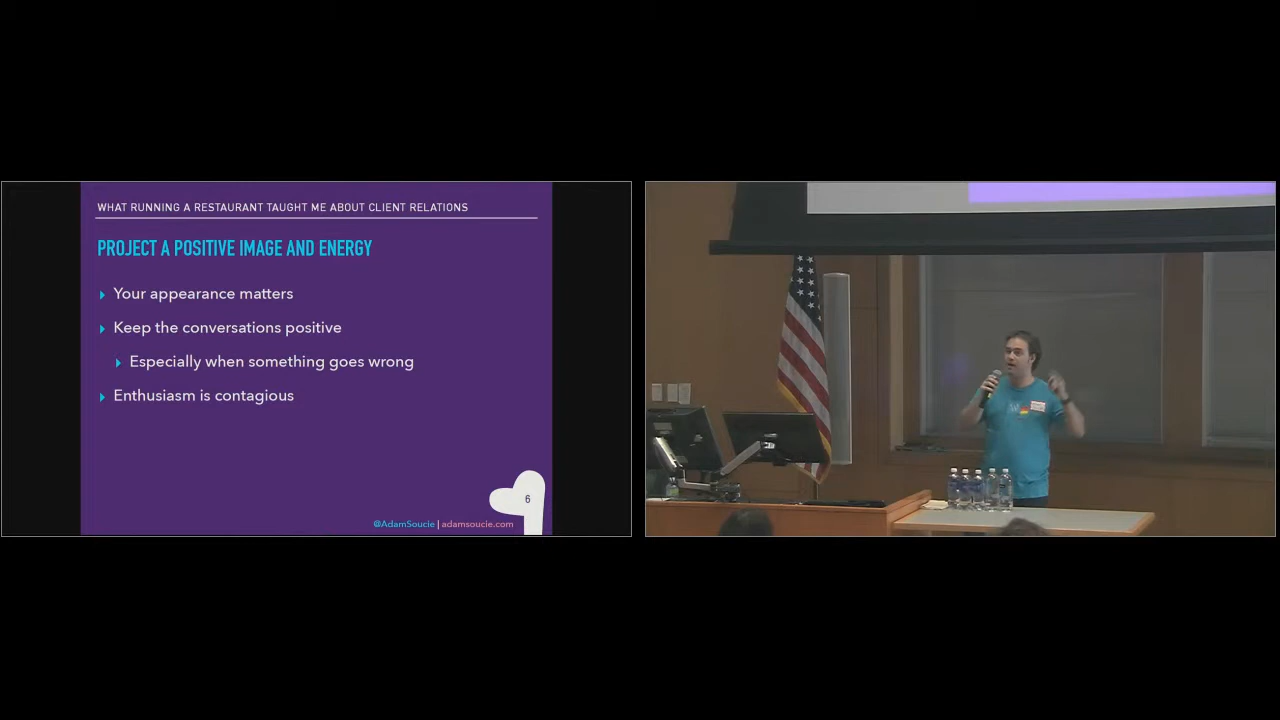 WHAT RUNNING A RESTAURANT TAUGHT ME ABOUT CLIENT RELATIONS
PROJECT A POSITIVE IMAGE AND ENERGY
Your appearance matters
Keep the conversations positive
Especially when something goes wrong
Enthusiasm is contagious
6
@AdamSoucie | adamsoucie.com